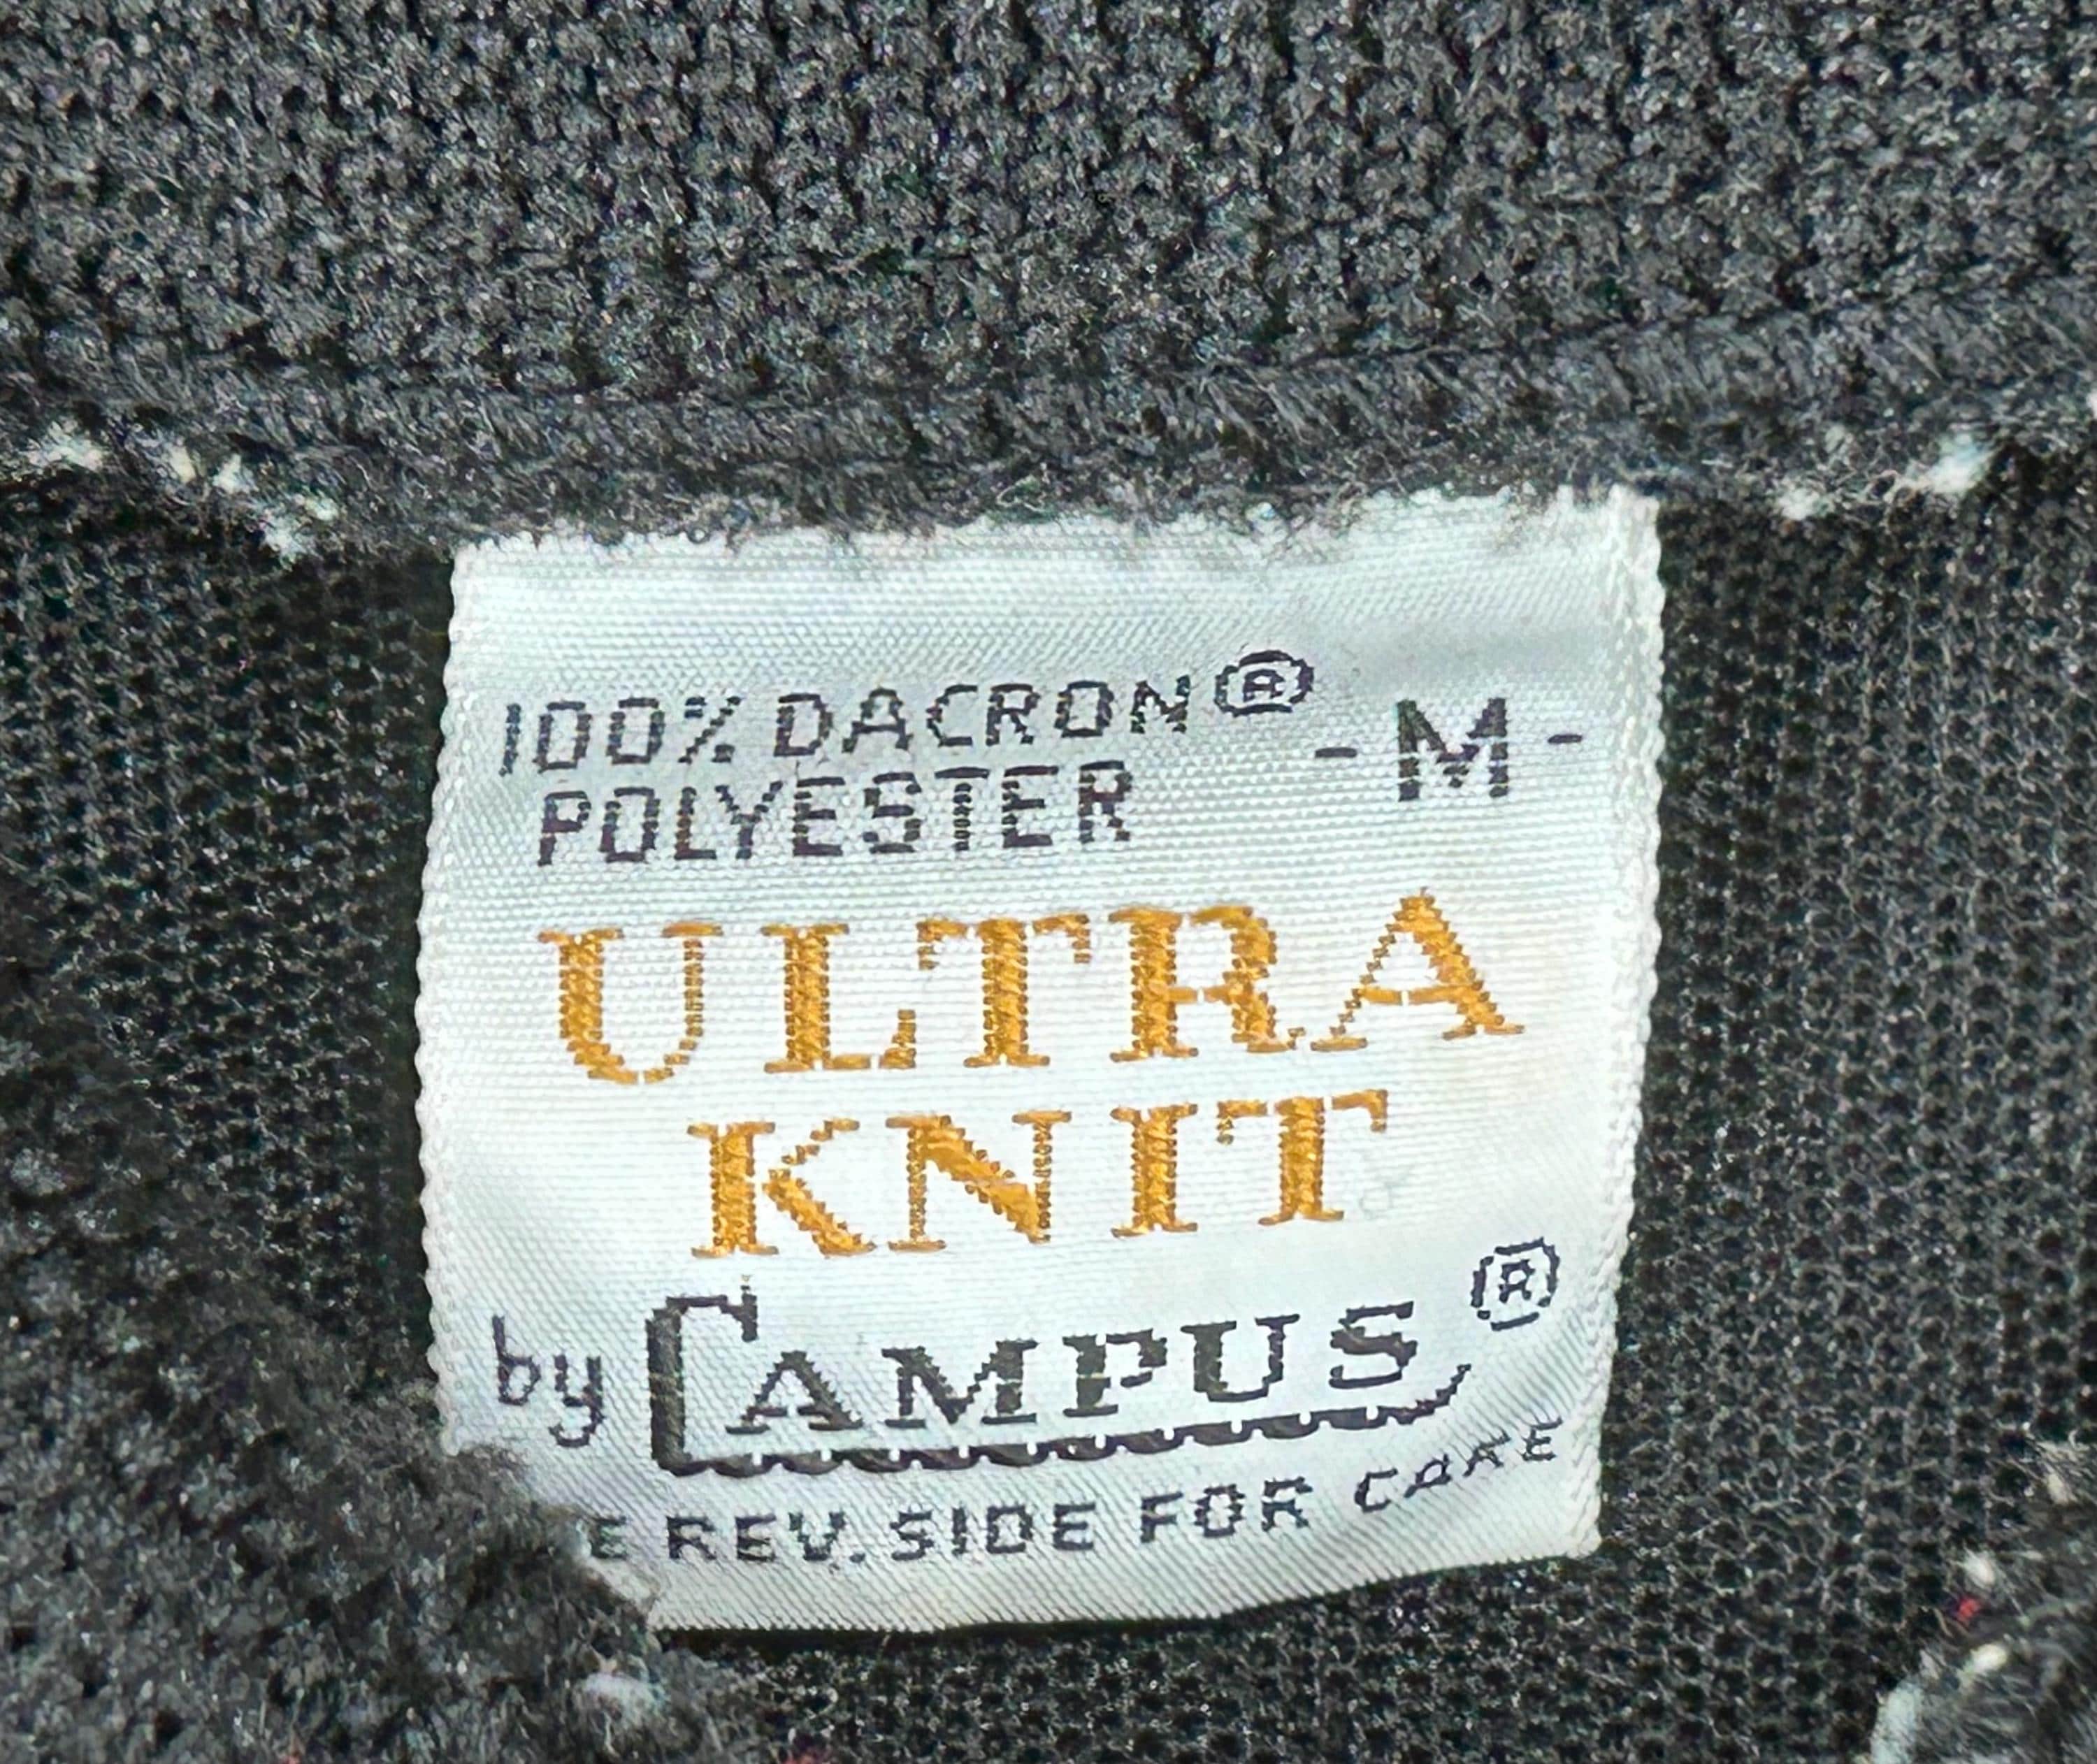 100% DACRON® - M -
POLYESTER
ULTRA
KNIT
by CAMPUS®
REV. SIDE FOR CARE